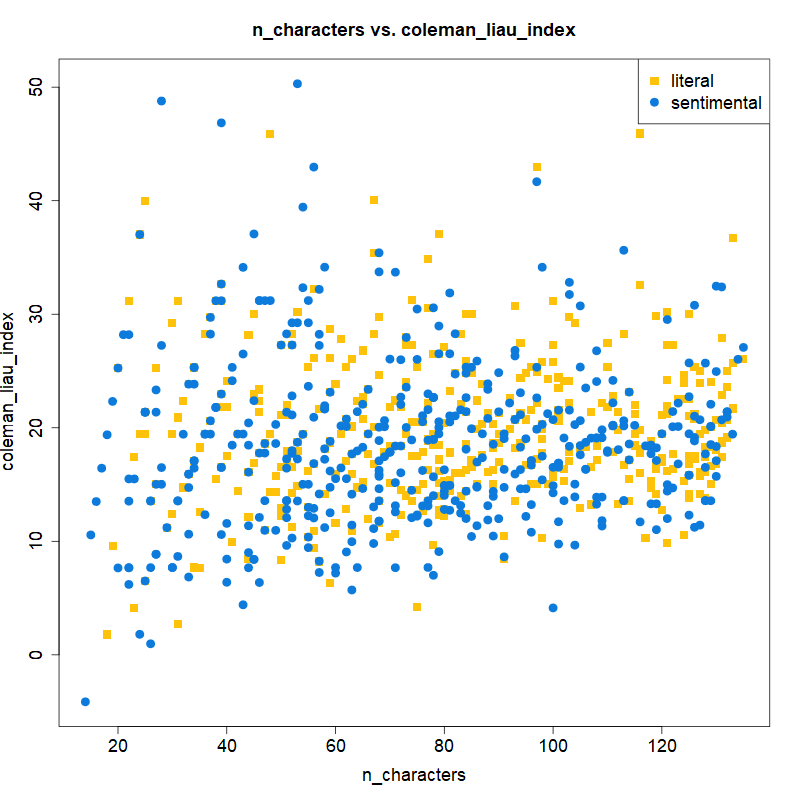 n_characters vs. coleman_liau_index
literal
sentimental
50
40
30
20
10
0
coleman_liau_index
20 40 60 80 100 120
n_characters